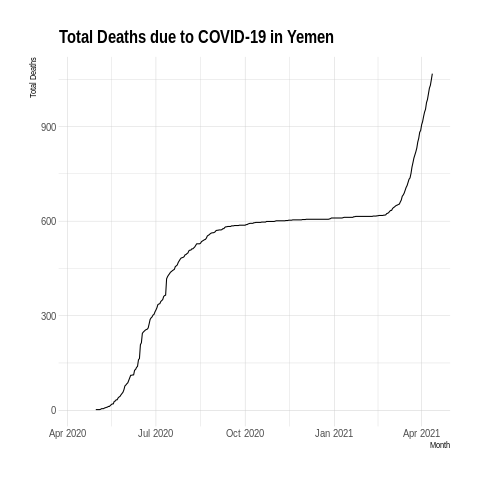 Total Deaths due to COVID-19 in Yemen
Total Deaths
900
600
300
0
Apr 2020 Jul 2020 Oct 2020 Jan 2021 Apr 2021
Month